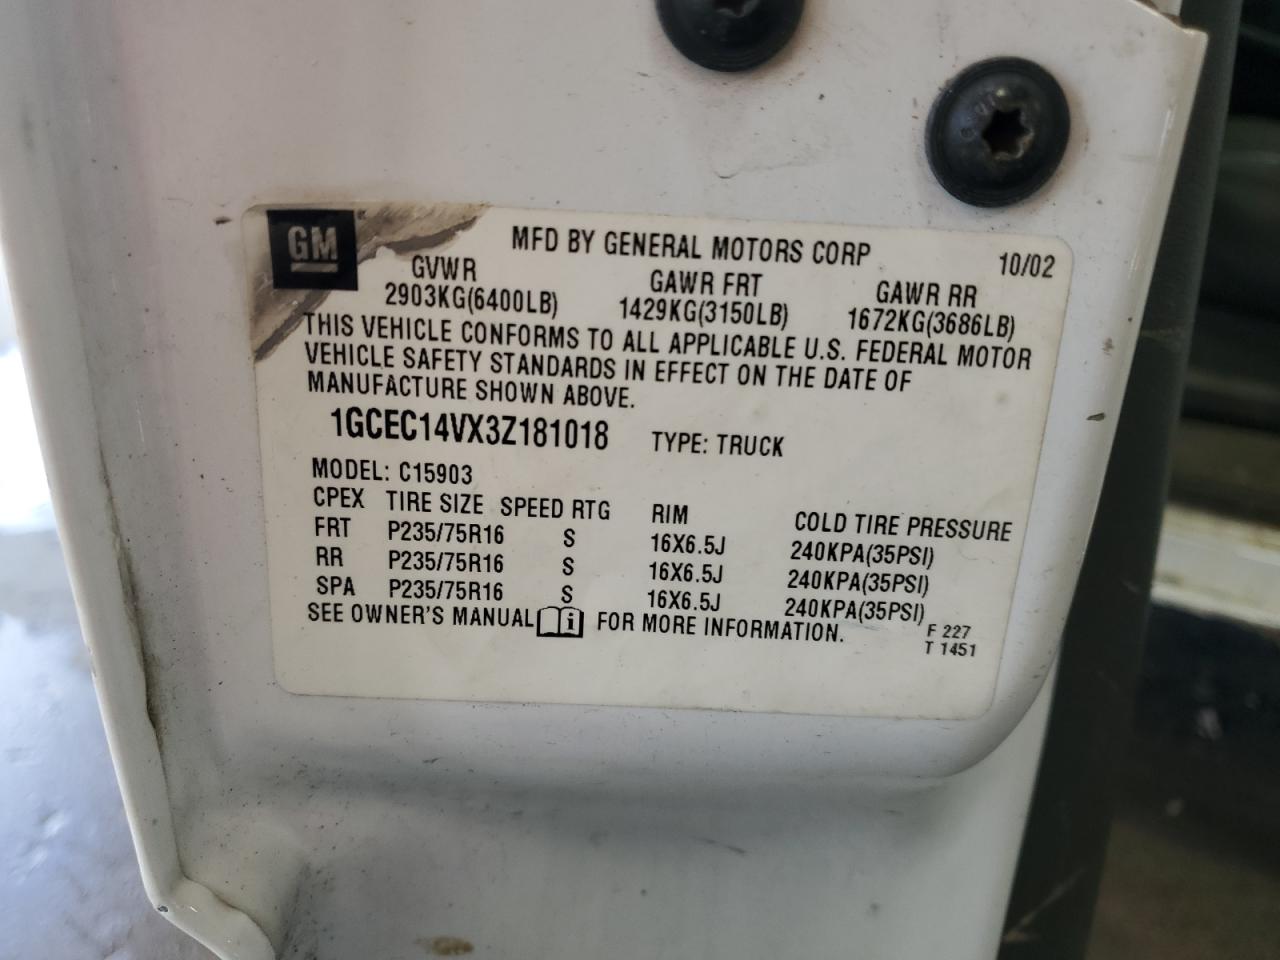 GM
MFD BY GENERAL MOTORS CORP 10/02
GVWR GAWR FRT GAWR RR
2903KG(6400LB) 1429KG(3150LB) 1672KG(3686LB)
THIS VEHICLE CONFORMS TO ALL APPLICABLE U.S. FEDERAL MOTOR
VEHICLE SAFETY STANDARDS IN EFFECT ON THE DATE OF
MANUFACTURE SHOWN ABOVE.
1GCEC14VX3Z181018 TYPE: TRUCK
MODEL: C15903
CPEX TIRE SIZE SPEED RTG RIM COLD TIRE PRESSURE
FRT P235/75R16 S 16X6.5J 240KPA(35PSI)
RR P235/75R16 S 16X6.5J 240KPA(35PSI)
SPA P235/75R16 S 16X6.5J 240KPA(35PSI)
SEE OWNER'S MANUAL i FOR MORE INFORMATION.
F 227
T 1451